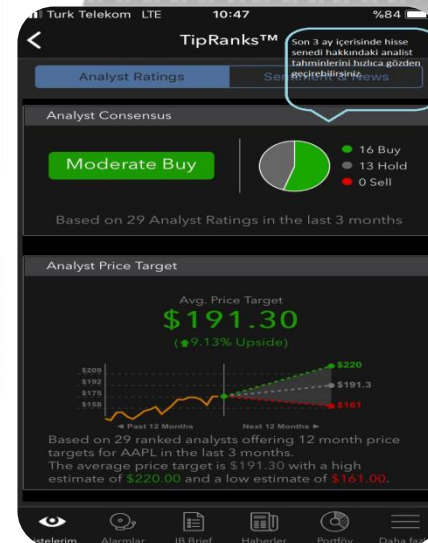 Turk Telekom LTE 10:47 %84
TipRanks™
Son 3 ay içerisinde hisse
senedi hakkındaki analist
tahminlerini hızlıca gözden
geçirebilirsiniz.
Analyst Ratings
Sentiment & News
Analyst Consensus
Moderate Buy
16 Buy
13 Hold
0 Sell
Based on 29 Analyst Ratings in the last 3 months
Analyst Price Target
Avg. Price Target
$191.30
(9.13% Upside)
$220
$209
$192
$191.3
$175
$158
$161
Past 12 Months Next 12 Months
Based on 29 ranked analysts offering 12 month price
targets for AAPL in the last 3 months.
The average price target is $191.30 with a high
estimate of $220.00 and a low estimate of $161.00.
Alarmlar IB Brief Haberler Portföy